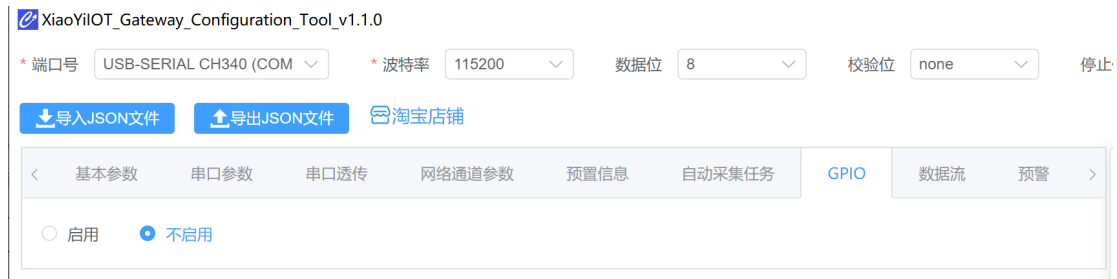 XiaoYiIOT_Gateway_Configuration_Tool_v1.1.0
* 端口号 USB-SERIAL CH340 (COM * 波特率 115200 数据位 8 校验位 none 停止
导入JSON文件 导出JSON文件 淘宝店铺
基本参数 串口参数 串口透传 网络通道参数 预置信息 自动采集任务 GPIO 数据流 预警
启用 不启用